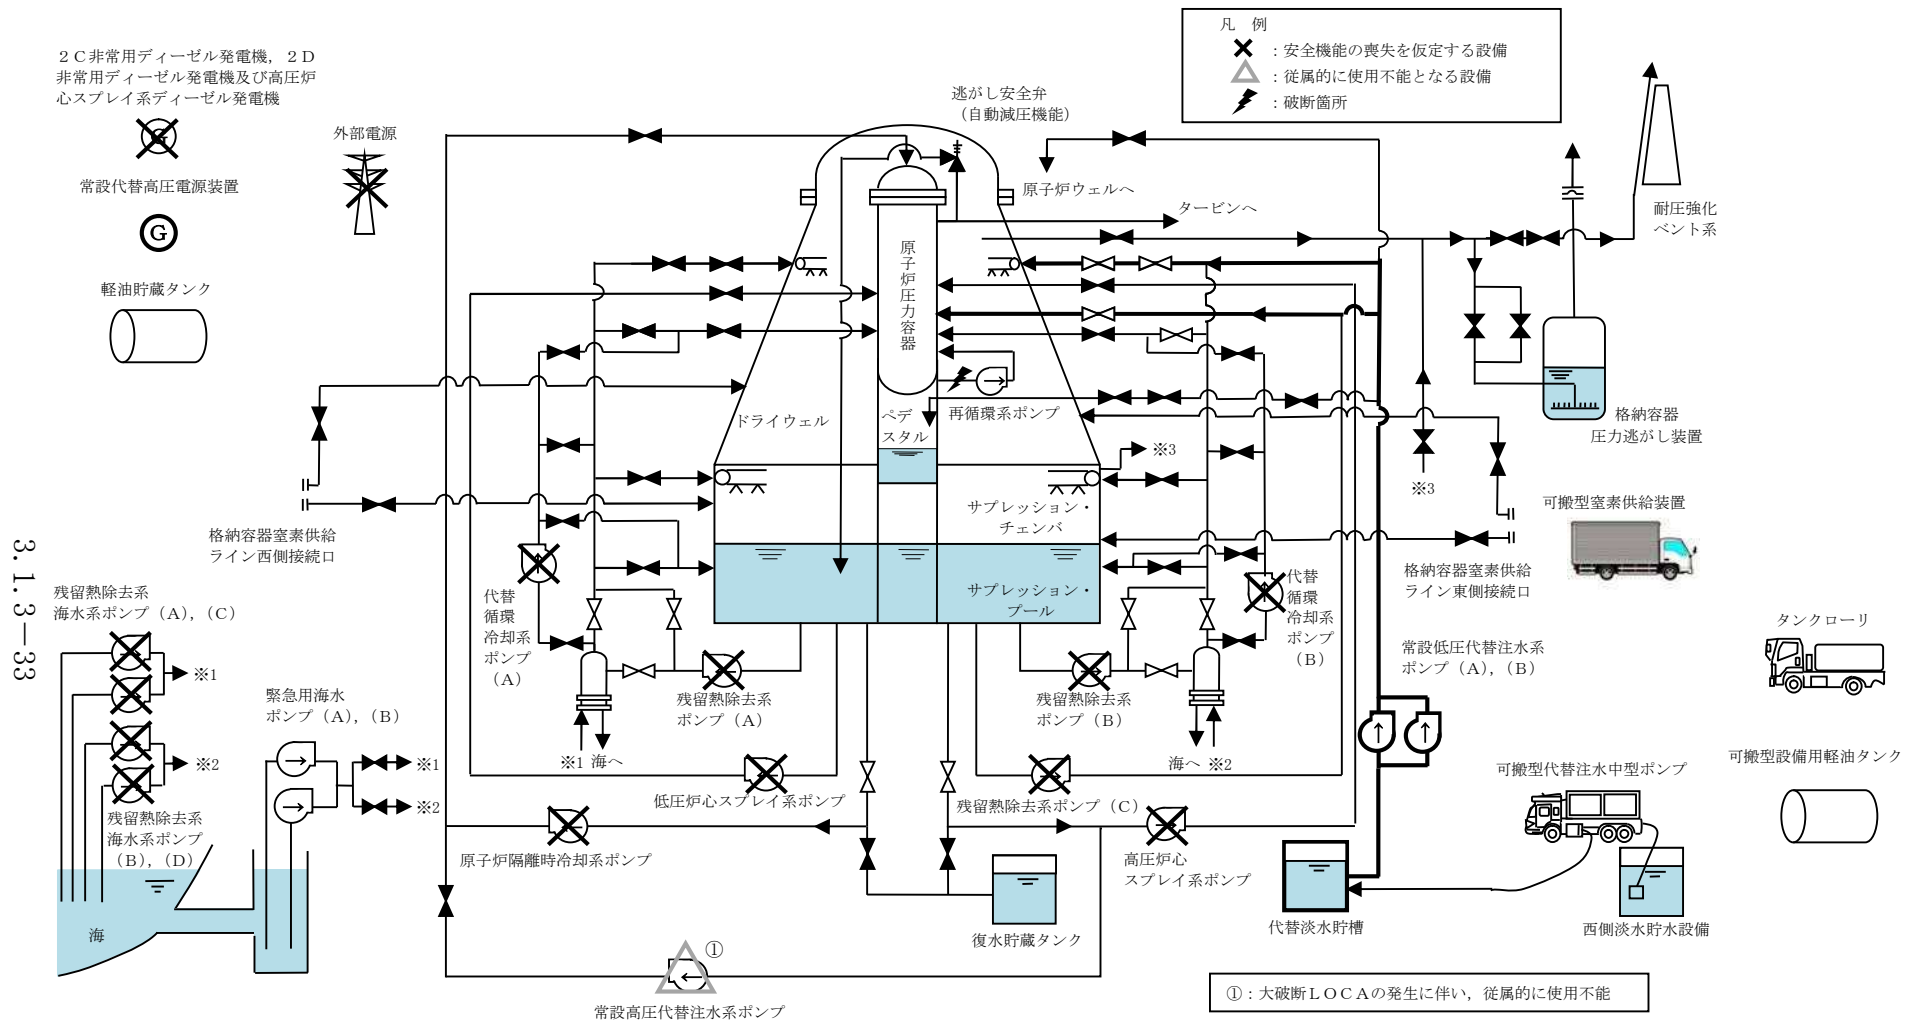 凡　例
：安全機能の喪失を仮定する設備
：従属的に使用不能となる設備
：破断箇所
２Ｃ非常用ディーゼル発電機，２Ｄ
非常用ディーゼル発電機及び高圧炉
心スプレイ系ディーゼル発電機
G
外部電源
常設代替高圧電源装置
G
軽油貯蔵タンク
逃がし安全弁
（自動減圧機能）
原子炉ウェルへ
タービンへ
耐圧強化
ベント系
原子炉圧力容器
ドライウェル
ペデ
スタル
再循環系ポンプ
格納容器
圧力逃がし装置
※3
※3
サプレッション・
チェンバ
サプレッション・
プール
可搬型窒素供給装置
格納容器窒素供給
ライン西側接続口
格納容器窒素供給
ライン東側接続口
3.1.3－33
残留熱除去系
海水系ポンプ（Ａ），（Ｃ）
※1
※2
残留熱除去系
海水系ポンプ
（Ｂ），（Ｄ）
緊急用海水
ポンプ（Ａ），（Ｂ）
※1
※2
海
代替
循環
冷却系
ポンプ
（Ａ）
代替
循環
冷却系
ポンプ
（Ｂ）
残留熱除去系
ポンプ（Ａ）
残留熱除去系
ポンプ（Ｂ）
※1 海へ
海へ ※2
低圧炉心スプレイ系ポンプ
残留熱除去系ポンプ（Ｃ）
原子炉隔離時冷却系ポンプ
高圧炉心
スプレイ系ポンプ
復水貯蔵タンク
①
常設高圧代替注水系ポンプ
常設低圧代替注水系
ポンプ（Ａ），（Ｂ）
タンクローリ
可搬型代替注水中型ポンプ
可搬型設備用軽油タンク
代替淡水貯槽
西側淡水貯水設備
①：大破断ＬＯＣＡの発生に伴い，従属的に使用不能